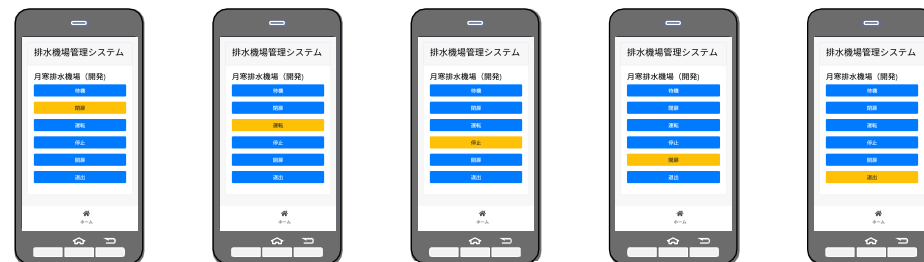 排水機場管理システム
月寒排水機場（開発)
待機
閉扉
運転
停止
開扉
退出
ホーム
排水機場管理システム
月寒排水機場（開発)
待機
閉扉
運転
停止
開扉
退出
ホーム
排水機場管理システム
月寒排水機場（開発)
待機
閉扉
運転
停止
開扉
退出
ホーム
排水機場管理システム
月寒排水機場（開発)
待機
閉扉
運転
停止
開扉
退出
ホーム
排水機場管理システム
月寒排水機場（開発)
待機
閉扉
運転
停止
開扉
退出
ホーム